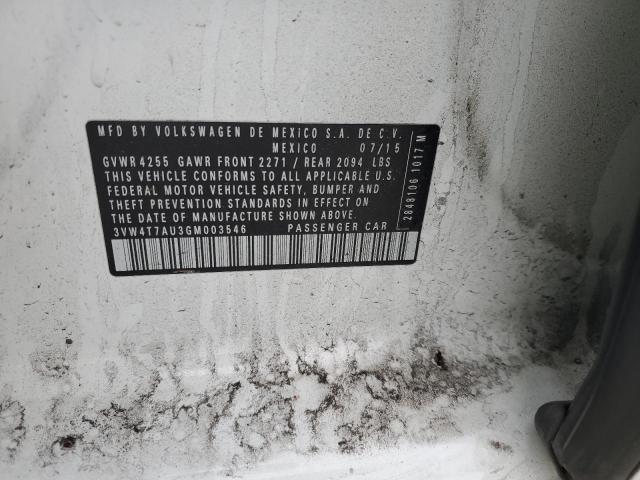 MFD BY VOLKSWAGEN DE MEXICO S.A. DE C.V.
MEXICO 07/15
GVWR 4255 GAWR FRONT 2271 / REAR 2094 LBS
THIS VEHICLE CONFORMS TO ALL APPLICABLE U.S.
FEDERAL MOTOR VEHICLE SAFETY, BUMPER AND
THEFT PREVENTION STANDARDS IN EFFECT ON
THE DATE OF MANUFACTURE SHOWN ABOVE.
3VW4T7AU3GM003546 PASSENGER CAR
2848106 1017 M